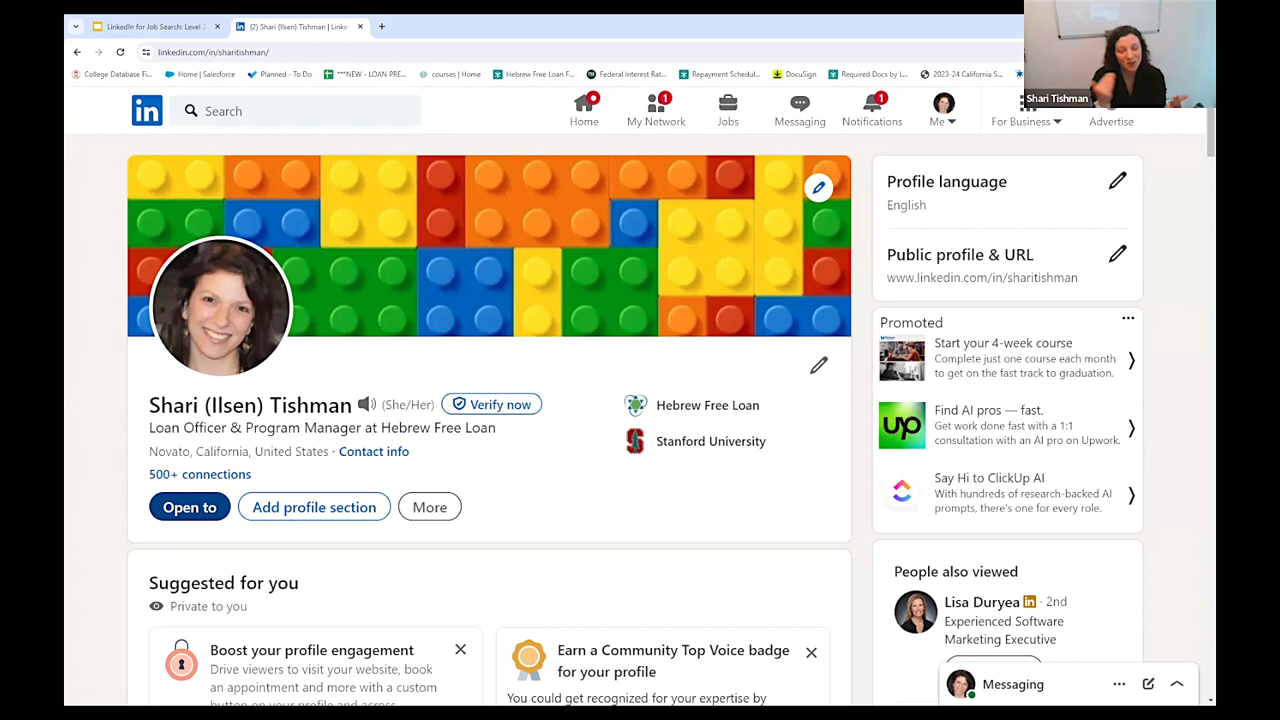 LinkedIn for Job Search: Level 2
(2) Shari (Ilsen) Tishman | Linke
linkedin.com/in/sharitishman/
College Database Fi...
Home | Salesforce
Planned - To Do
***NEW - LOAN PRE...
courses | Home
Hebrew Free Loan F...
Federal Interest Rat...
Repayment Schedul...
DocuSign
Required Docs by L...
2023-24 California S...
Shari Tishman
in
Search
Home
1
My Network
Jobs
Messaging
1
Notifications
Me
For Business
Advertise
Shari (Ilsen) Tishman (She/Her) Verify now
Loan Officer & Program Manager at Hebrew Free Loan
Novato, California, United States · Contact info
500+ connections
Open to
Add profile section
More
Hebrew Free Loan
Stanford University
Suggested for you
Private to you
Boost your profile engagement
Drive viewers to visit your website, book
an appointment and more with a custom
button on your profile and access
Earn a Community Top Voice badge
for your profile
You could get recognized for your expertise by
Profile language
English
Public profile & URL
www.linkedin.com/in/sharitishman
Promoted
Start your 4-week course
Complete just one course each month
to get on the fast track to graduation.
up
Find AI pros — fast.
Get work done fast with a 1:1
consultation with an AI pro on Upwork.
Say Hi to ClickUp AI
With hundreds of research-backed AI
prompts, there's one for every role.
People also viewed
Lisa Duryea in · 2nd
Experienced Software
Marketing Executive
Messaging